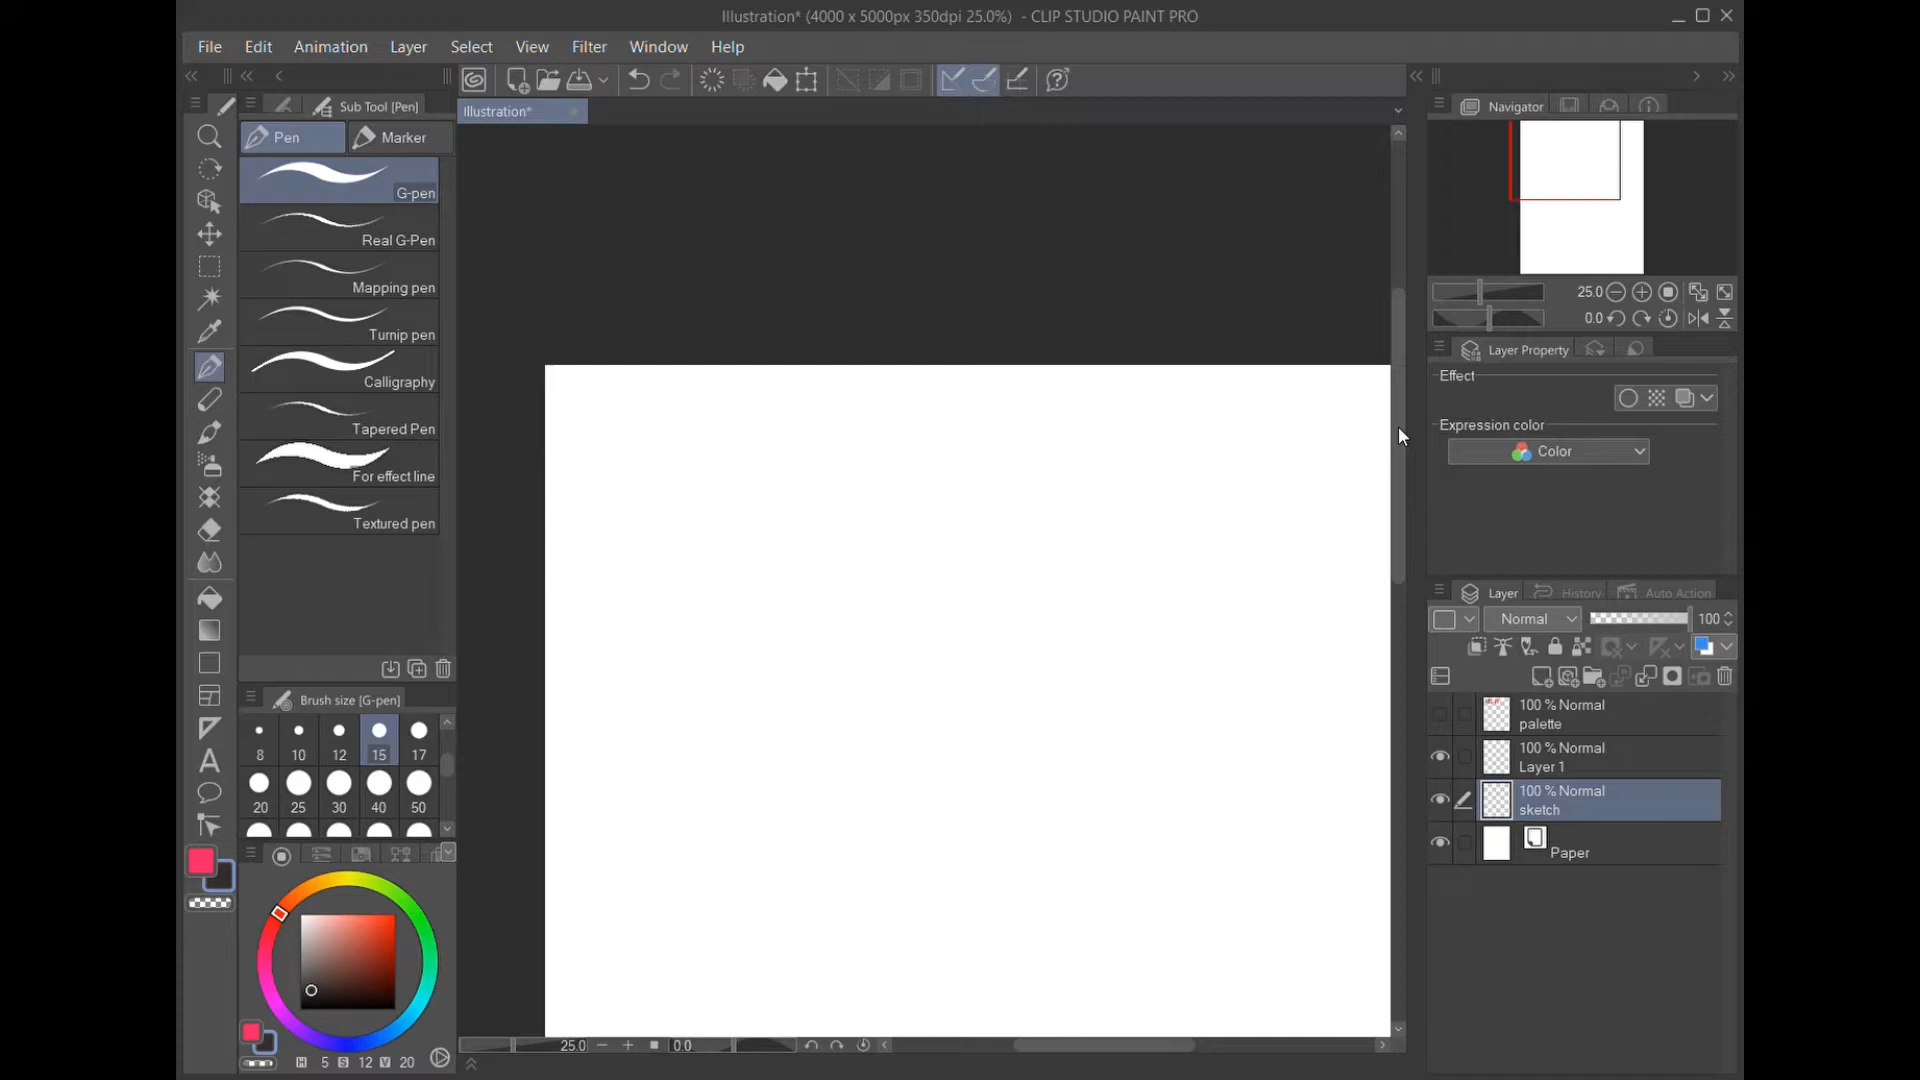 Illustration* (4000 x 5000px 350dpi 25.0%)  - CLIP STUDIO PAINT PRO
File Edit Animation Layer Select View Filter Window Help
Sub Tool [Pen]
Illustration*
Navigator
Pen
Marker
G-pen
Real G-Pen
Mapping pen
Turnip pen
Calligraphy
Tapered Pen
For effect line
Textured pen
25.0
0.0
Layer Property
Effect
Expression color
Color
Layer
History
Auto Action
Normal
100
100 % Normal
palette
100 % Normal
Layer 1
100 % Normal
sketch
Paper
Brush size [G-pen]
8 10 12 15 17
20 25 30 40 50
H 5 S 12 V 20
25.0
0.0